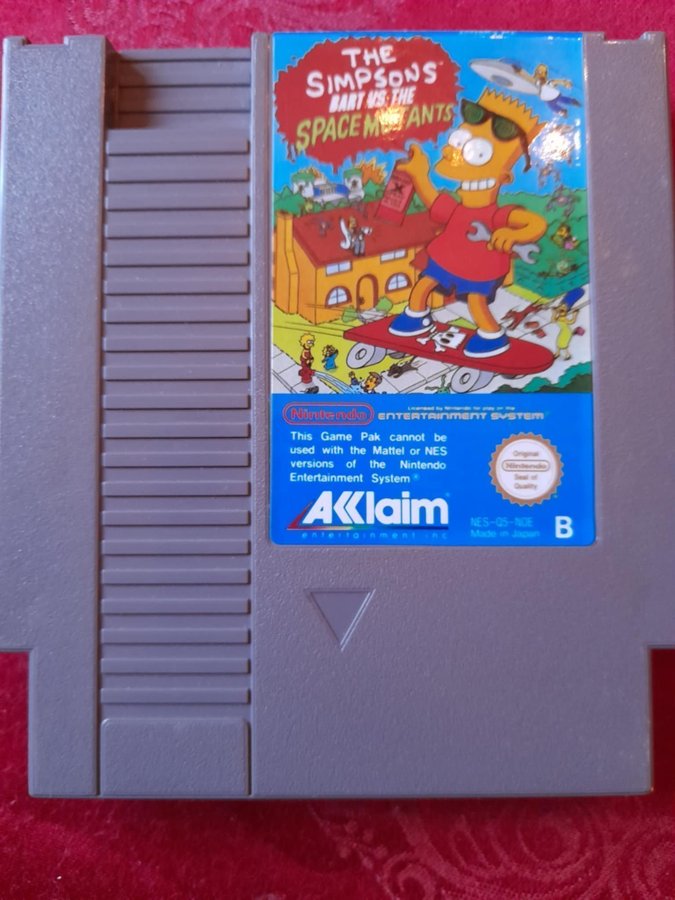 THE
SIMPSONS
BART VS. THE
SPACE MUTANTS
Nintendo
Licensed by Nintendo for play on the
ENTERTAINMENT SYSTEM
This Game Pak cannot be
used with the Mattel or NES
versions of the Nintendo
Entertainment System®
Original
Nintendo
Seal of
Quality
AKKlaim
entertainment inc
NES-Q5-NOE
Made in Japan
B